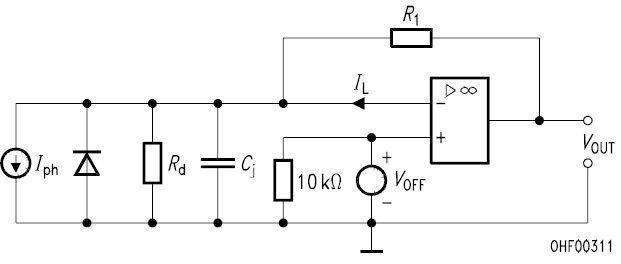 R1
IL
▷ ∞
−
+
Iph
Rd
Cj
10 kΩ
+
VOFF
−
VOUT
OHF00311